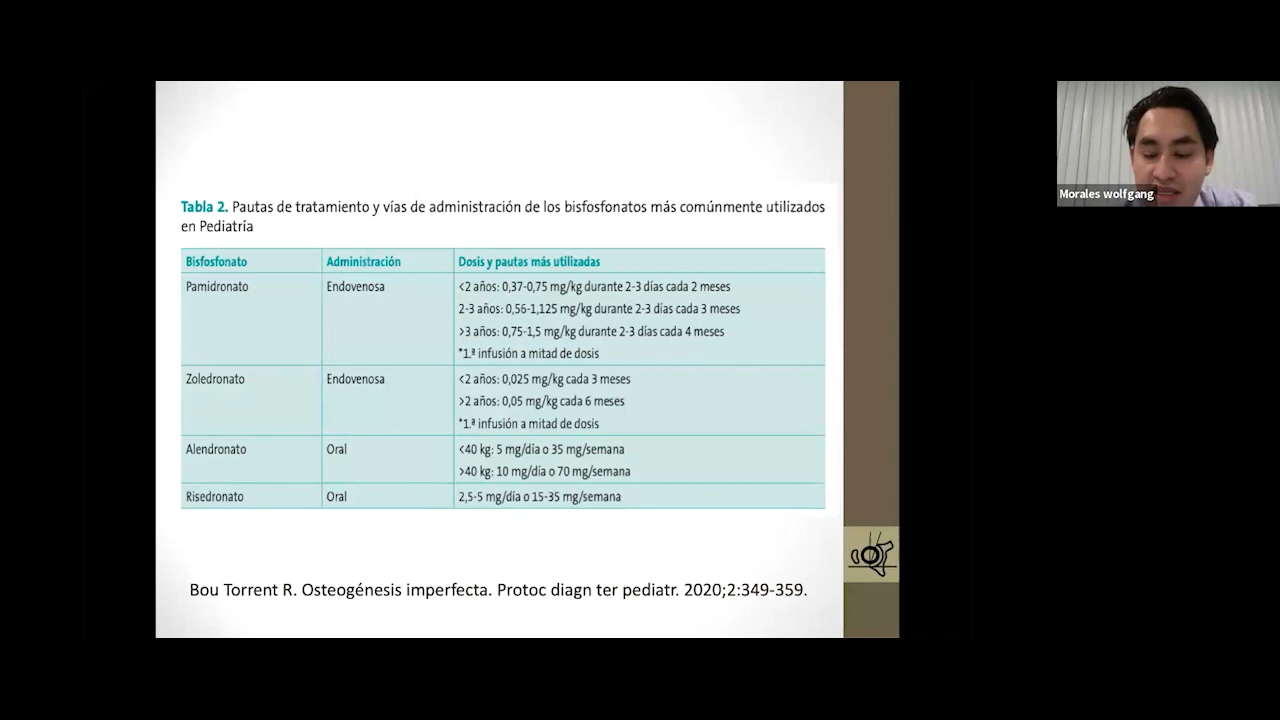 Tabla 2. Pautas de tratamiento y vías de administración de los bisfosfonatos más comúnmente utilizados
en Pediatría
Bisfosfonato Administración Dosis y pautas más utilizadas
Pamidronato Endovenosa <2 años: 0,37-0,75 mg/kg durante 2-3 días cada 2 meses
2-3 años: 0,56-1,125 mg/kg durante 2-3 días cada 3 meses
>3 años: 0,75-1,5 mg/kg durante 2-3 días cada 4 meses
*1.ª infusión a mitad de dosis
Zoledronato Endovenosa <2 años: 0,025 mg/kg cada 3 meses
>2 años: 0,05 mg/kg cada 6 meses
*1.ª infusión a mitad de dosis
Alendronato Oral <40 kg: 5 mg/día o 35 mg/semana
>40 kg: 10 mg/día o 70 mg/semana
Risedronato Oral 2,5-5 mg/día o 15-35 mg/semana
Bou Torrent R. Osteogénesis imperfecta. Protoc diagn ter pediatr. 2020;2:349-359.
Morales wolfgang